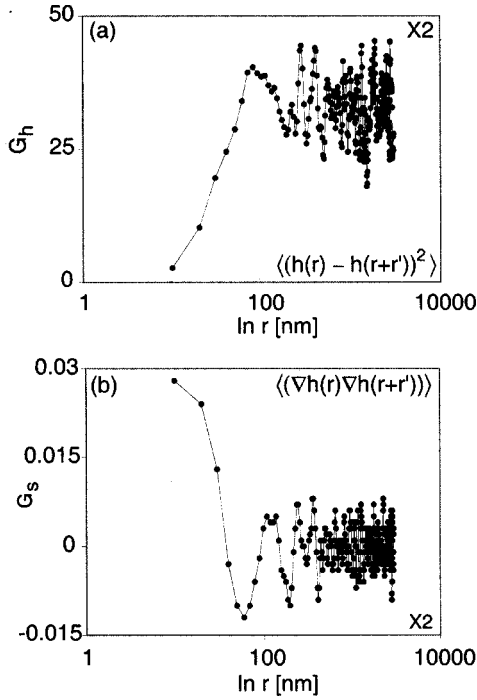 50
(a)
X2
25
G_h
0
⟨(h(r) − h(r+r'))² ⟩
1
100
10000
ln r [nm]
0.03
(b)
⟨(∇h(r)∇h(r+r'))⟩
0.015
G_s
0
-0.015
X2
1
100
10000
ln r [nm]